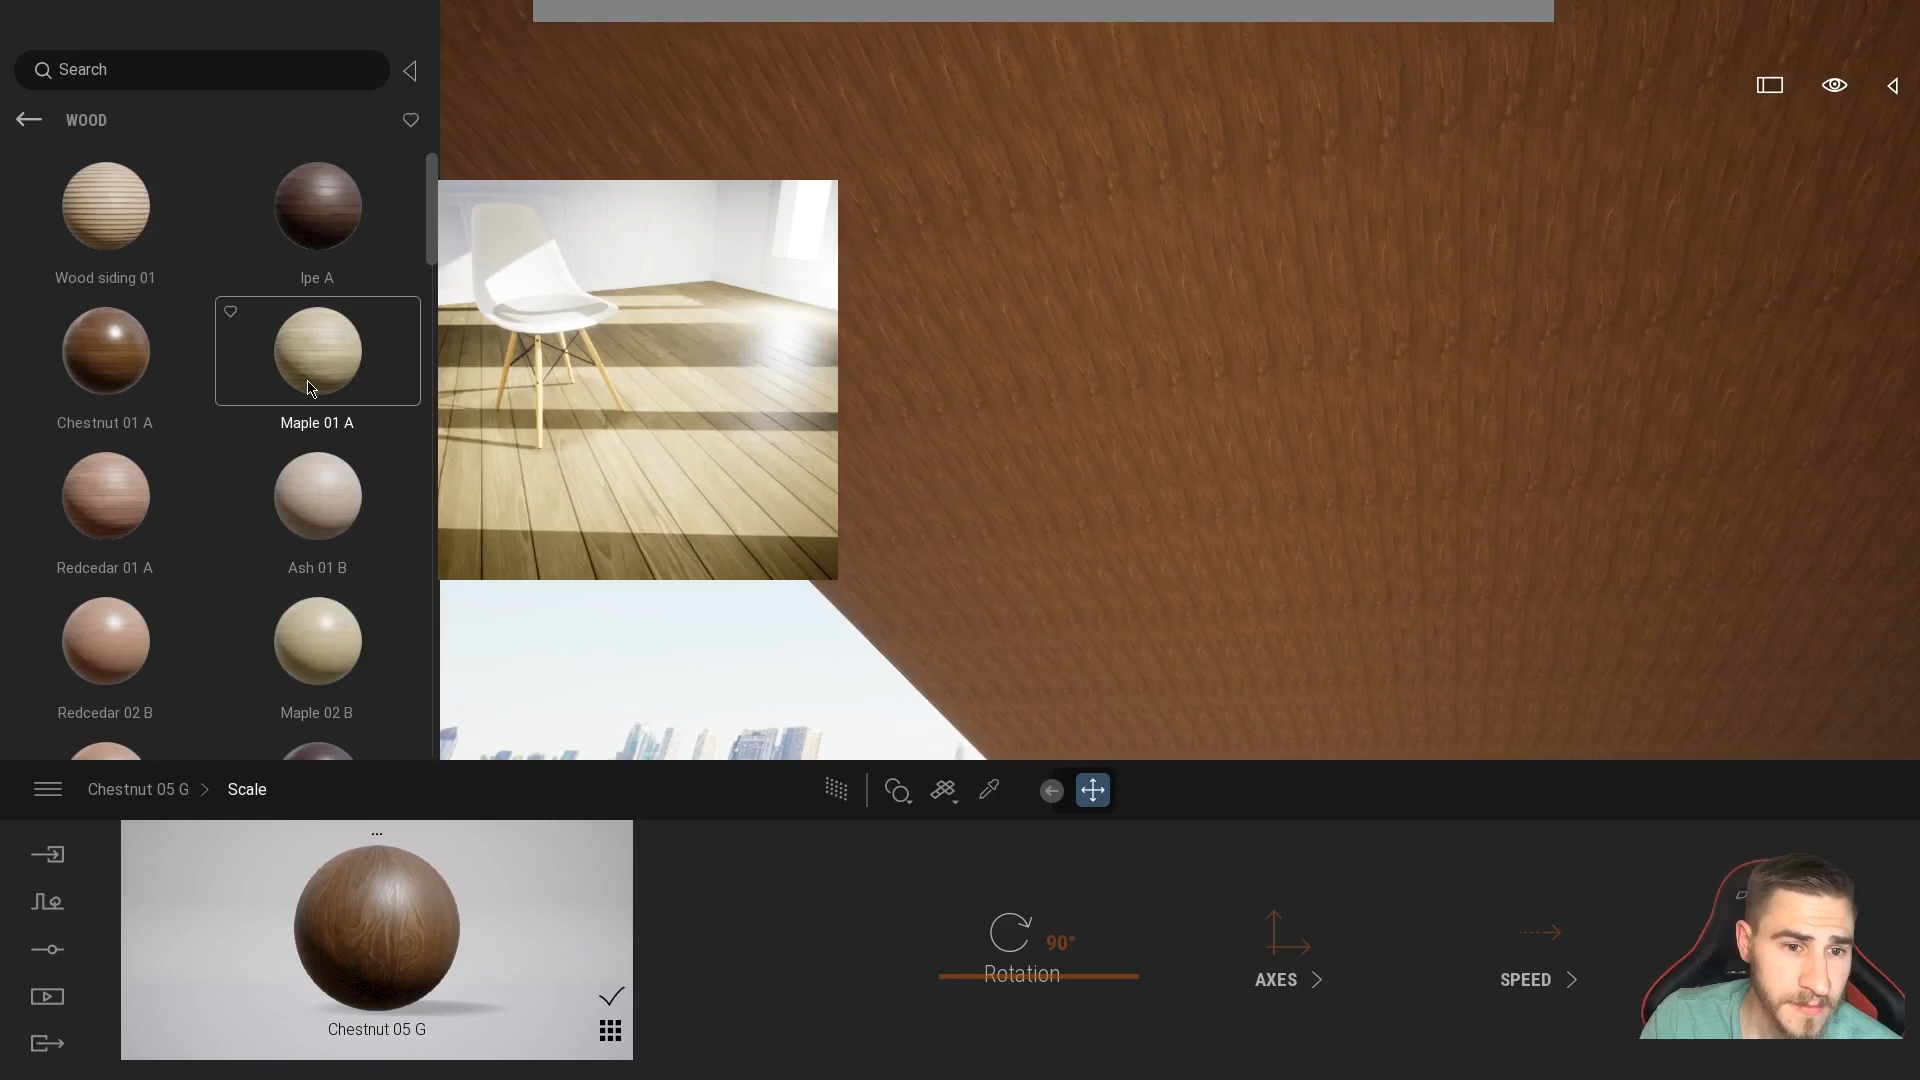 Search
WOOD
Wood siding 01
Ipe A
Chestnut 01 A
Maple 01 A
Redcedar 01 A
Ash 01 B
Redcedar 02 B
Maple 02 B
Chestnut 05 G
Scale
...
Chestnut 05 G
90°
Rotation
AXES
SPEED